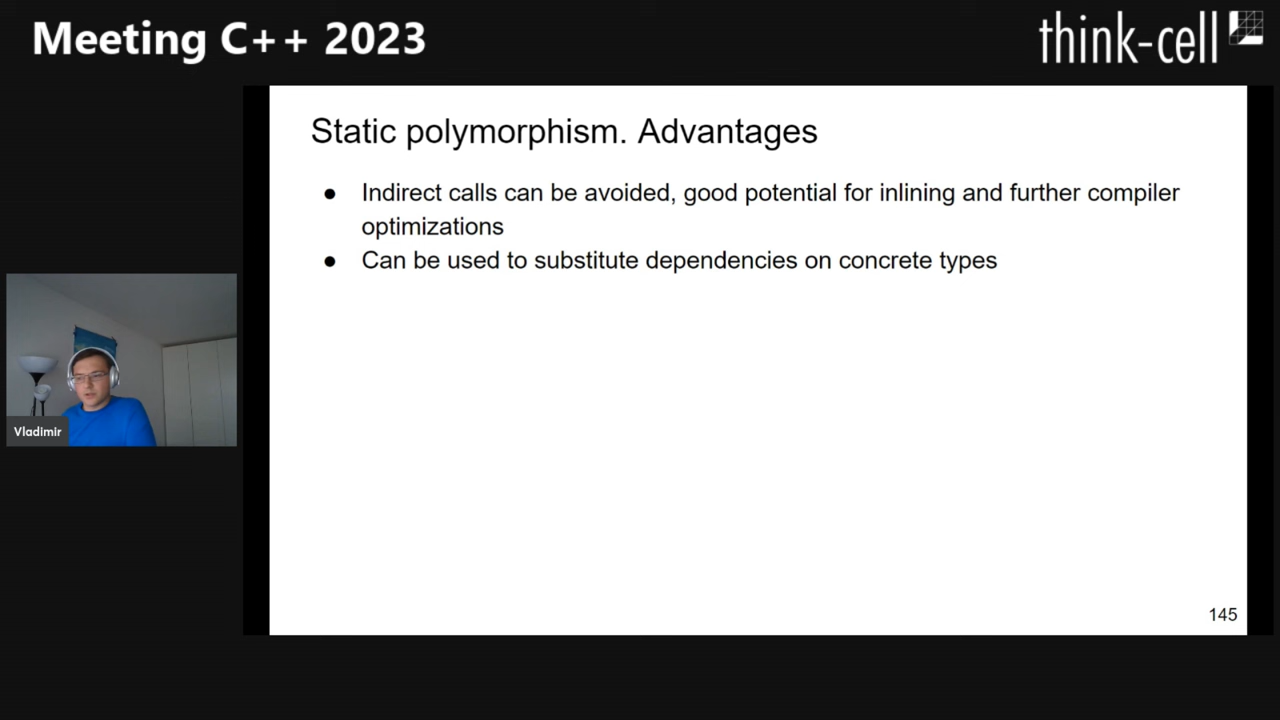 Meeting C++ 2023
think-cell
Static polymorphism. Advantages
● Indirect calls can be avoided, good potential for inlining and further compiler
optimizations
● Can be used to substitute dependencies on concrete types
Vladimir
145